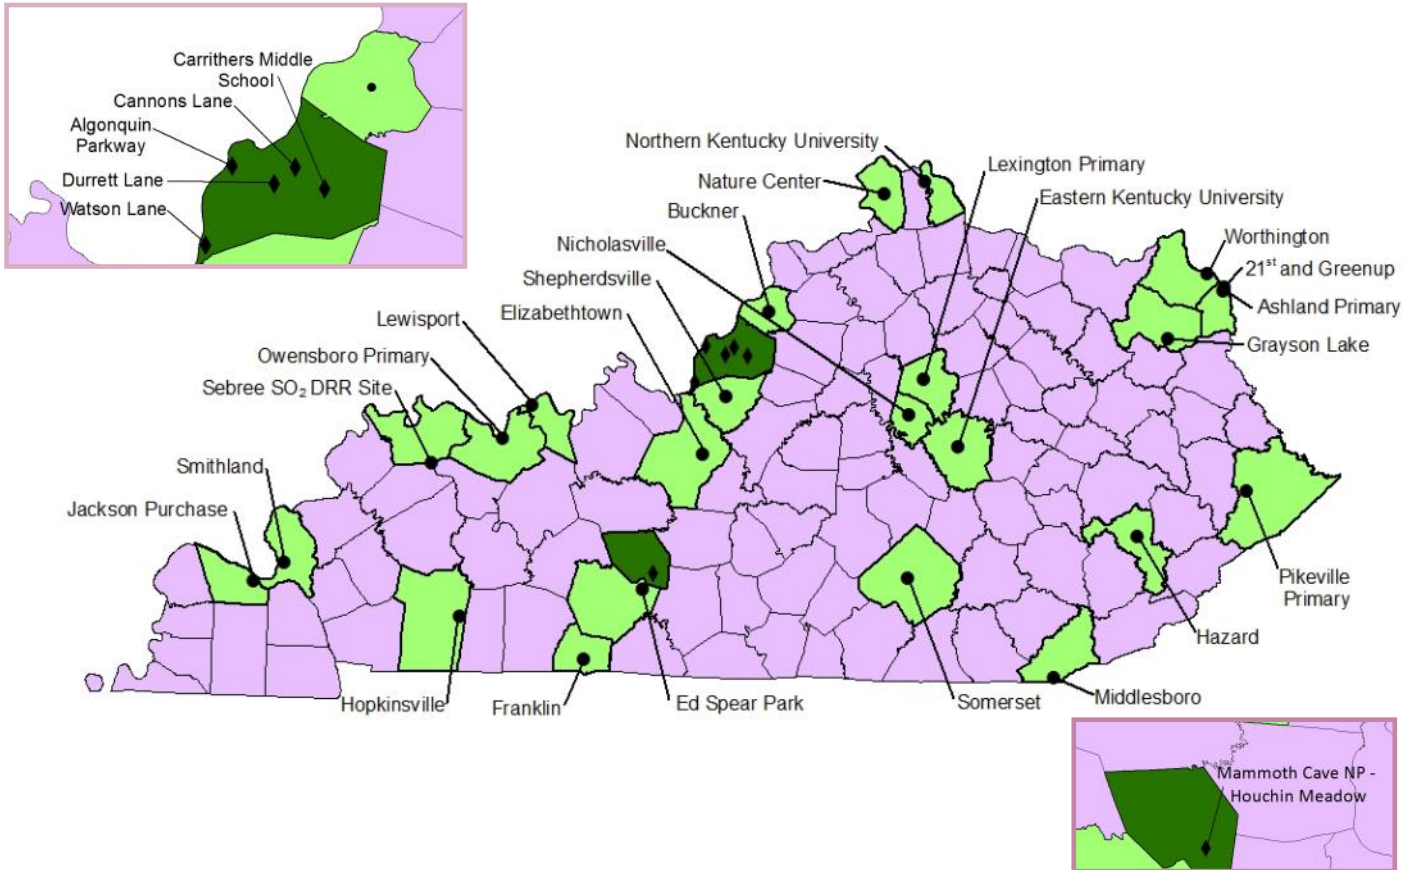 Carrithers Middle
School
Cannons Lane
Algonquin
Parkway
Durrett Lane
Watson Lane
Northern Kentucky University
Lexington Primary
Nature Center
Eastern Kentucky University
Buckner
Nicholasville
Worthington
Shepherdsville
21st and Greenup
Elizabethtown
Ashland Primary
Lewisport
Grayson Lake
Owensboro Primary
Sebree SO₂ DRR Site
Smithland
Jackson Purchase
Pikeville
Primary
Hazard
Hopkinsville
Franklin
Ed Spear Park
Somerset
Middlesboro
Mammoth Cave NP -
Houchin Meadow